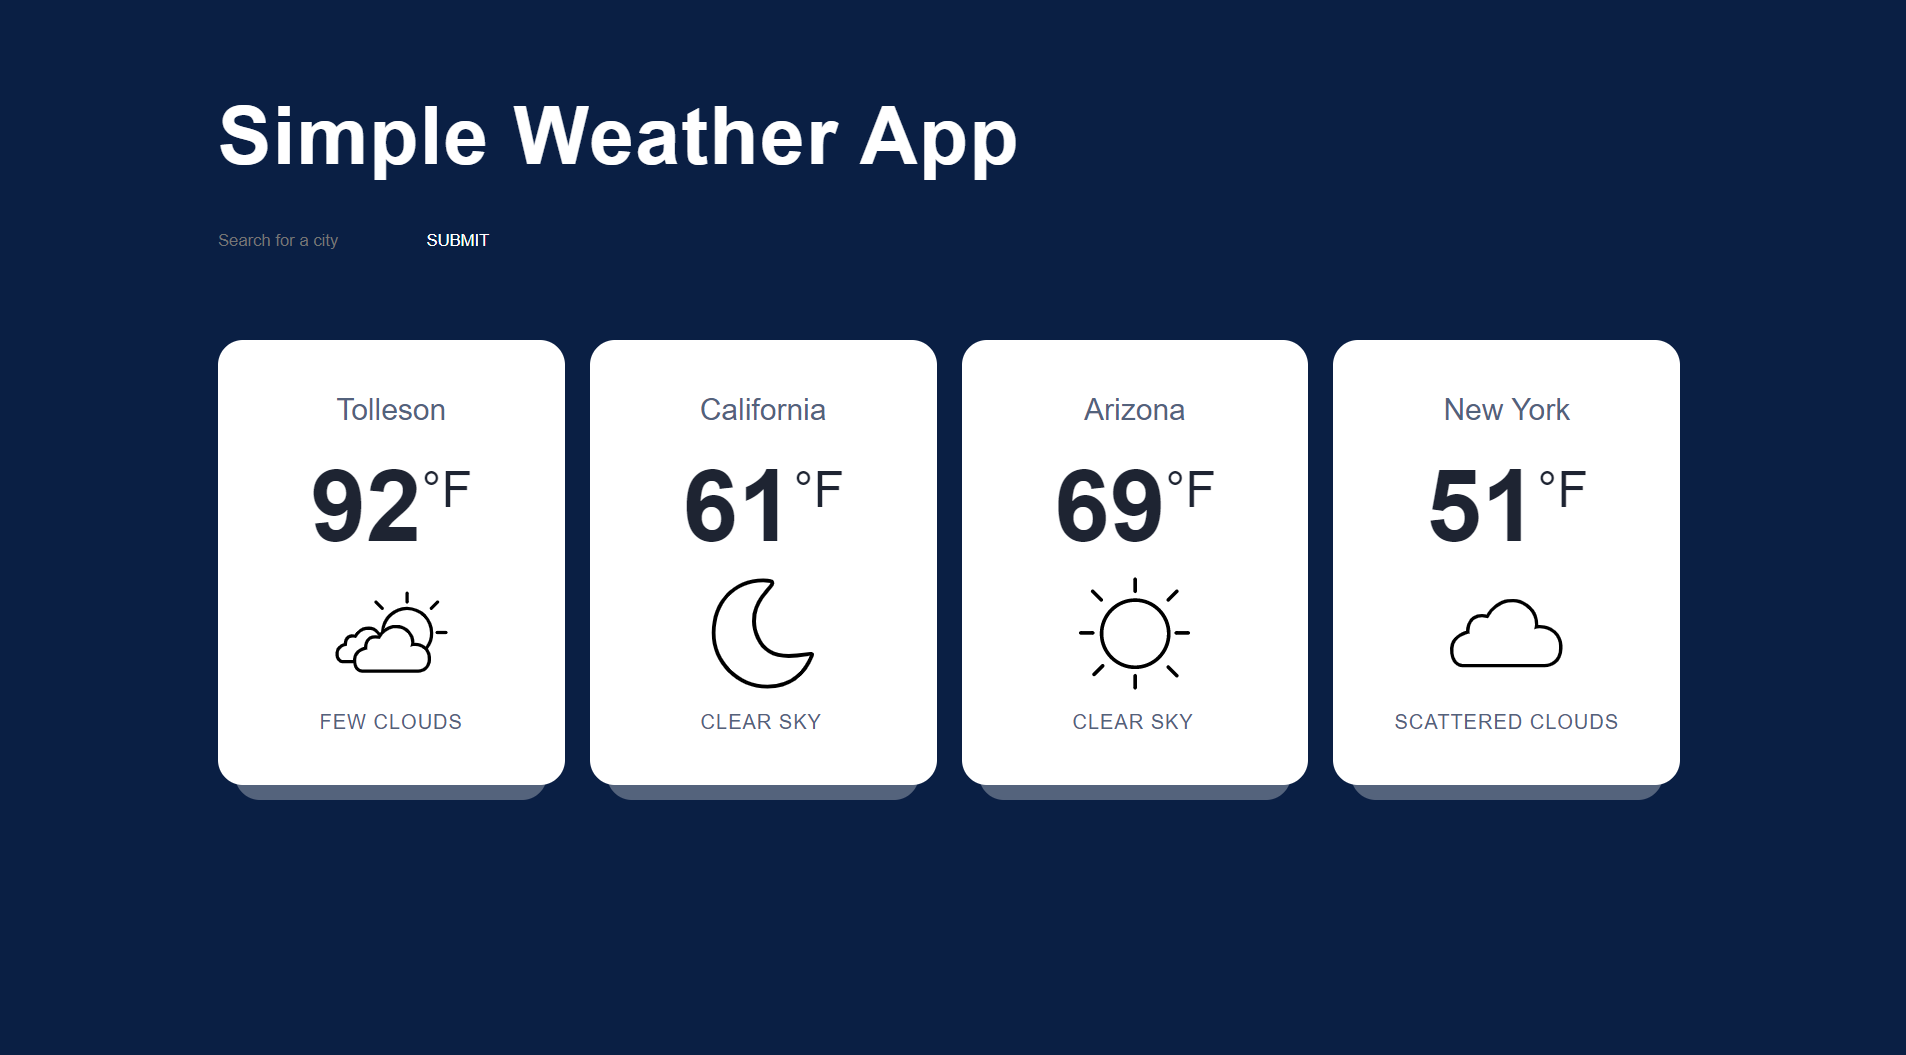 Simple Weather App
Search for a city SUBMIT
Tolleson
92°F
FEW CLOUDS
California
61°F
CLEAR SKY
Arizona
69°F
CLEAR SKY
New York
51°F
SCATTERED CLOUDS